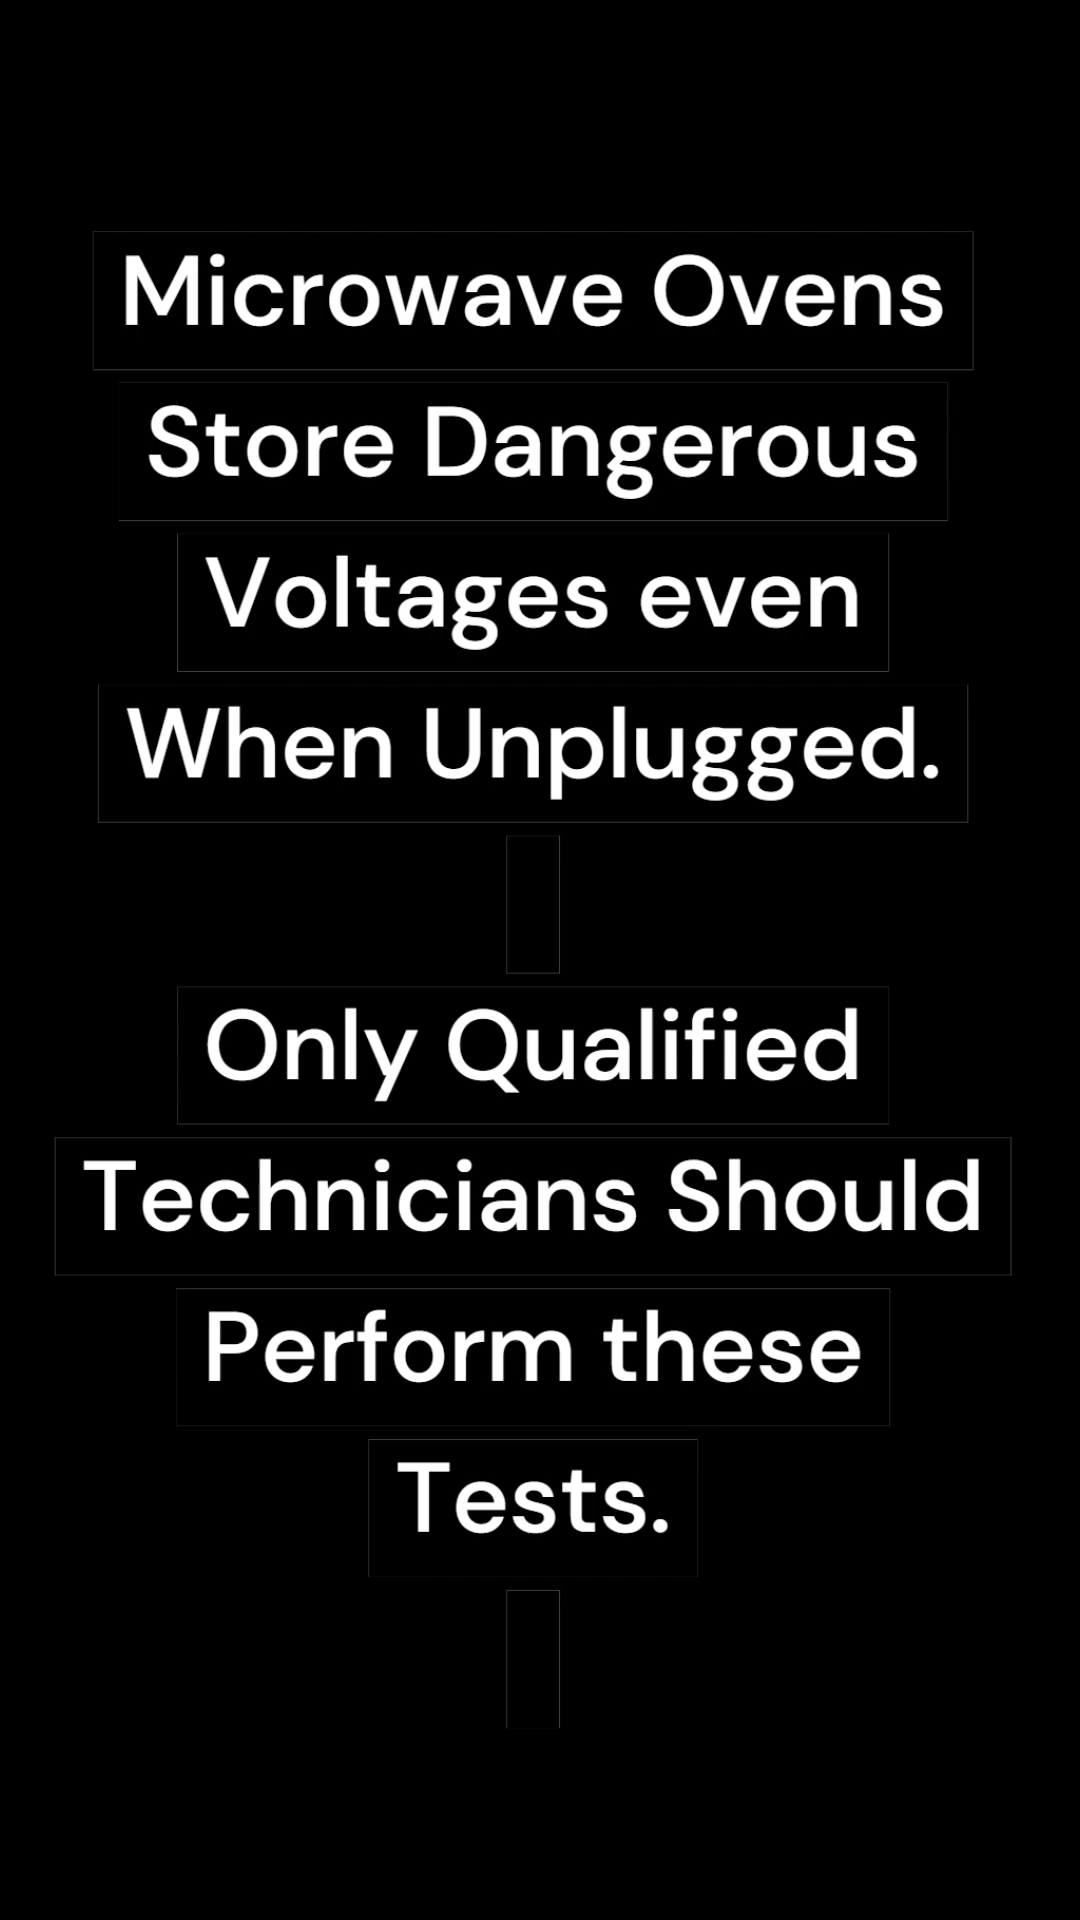 Microwave Ovens
Store Dangerous
Voltages even
When Unplugged.
Only Qualified
Technicians Should
Perform these
Tests.